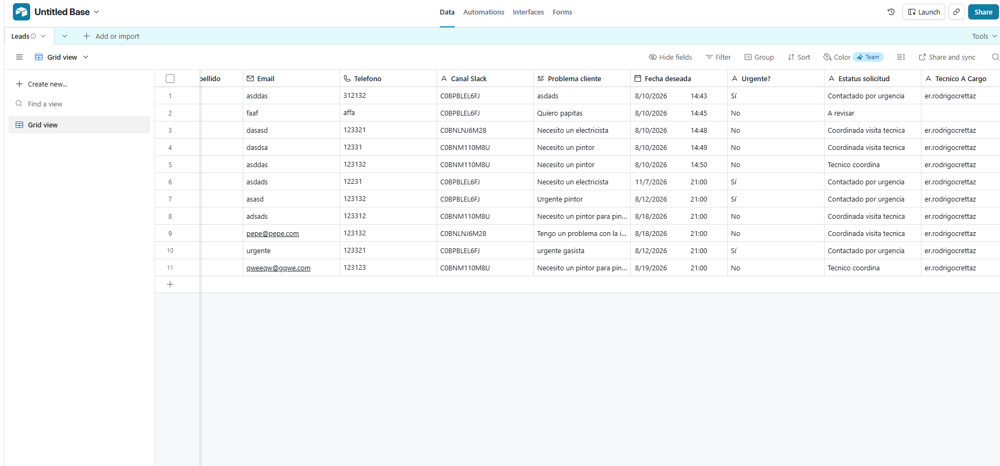 Untitled Base
Data Automations Interfaces Forms
Launch Share
Leads Add or import Tools
Grid view Hide fields Filter Group Sort Color Team Share and sync
Create new...
Find a view
Grid view
pellido Email Telefono Canal Slack Problema cliente Fecha deseada Urgente? Estatus solicitud Tecnico A Cargo
1 asddas 312132 C0BPBLEL6FJ asdads 8/10/2026 14:43 Sí Contactado por urgencia er.rodrigocrettaz
2 faaf affa C0BPBLEL6FJ Quiero papitas 8/10/2026 14:45 No A revisar
3 dasasd 123321 C0BNLNJ6M28 Necesito un electricista 8/10/2026 14:48 No Coordinada visita tecnica er.rodrigocrettaz
4 dasdsa 12331 C0BNM110M8U Necesito un pintor 8/10/2026 14:49 No Coordinada visita tecnica er.rodrigocrettaz
5 asddas 123132 C0BNM110M8U Necesito un pintor 8/10/2026 14:50 No Tecnico coordina er.rodrigocrettaz
6 asdads 12231 C0BPBLEL6FJ Necesito un electricista 11/7/2026 21:00 Sí Contactado por urgencia er.rodrigocrettaz
7 asasd 123132 C0BPBLEL6FJ Urgente pintor 8/12/2026 21:00 Sí Contactado por urgencia er.rodrigocrettaz
8 adsads 123312 C0BNM110M8U Necesito un pintor para pin... 8/18/2026 21:00 No Coordinada visita tecnica er.rodrigocrettaz
9 pepe@pepe.com 123132 C0BNLNJ6M28 Tengo un problema con la i... 8/18/2026 21:00 No Coordinada visita tecnica er.rodrigocrettaz
10 urgente 123321 C0BPBLEL6FJ urgente gasista 8/12/2026 21:00 Sí Contactado por urgencia er.rodrigocrettaz
11 qweeqw@gqwe.com 123123 C0BNM110M8U Necesito un pintor para pin... 8/19/2026 21:00 No Tecnico coordina er.rodrigocrettaz